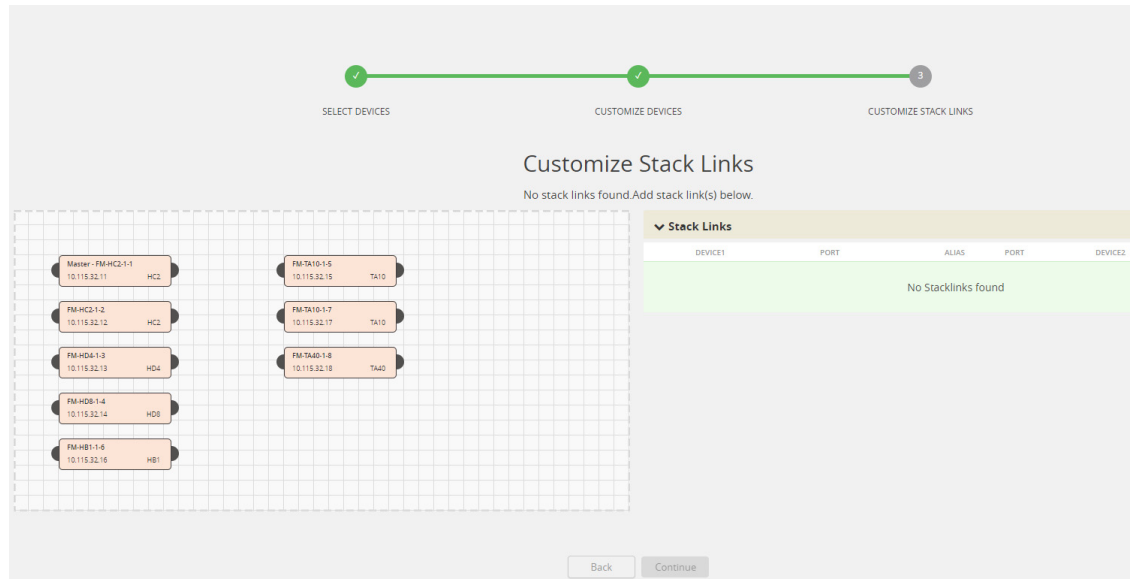 3
SELECT DEVICES
CUSTOMIZE DEVICES
CUSTOMIZE STACK LINKS
Customize Stack Links
No stack links found.Add stack link(s) below.
Master - FM-HC2-1-1
10.115.32.11 HC2
FM-HC2-1-2
10.115.32.12 HC2
FM-HD4-1-3
10.115.32.13 HD4
FM-HD8-1-4
10.115.32.14 HD8
FM-HB1-1-6
10.115.32.16 HB1
FM-TA10-1-5
10.115.32.15 TA10
FM-TA10-1-7
10.115.32.17 TA10
FM-TA40-1-8
10.115.32.18 TA40
Stack Links
DEVICE1 PORT ALIAS PORT DEVICE2
No Stacklinks found
Back Continue